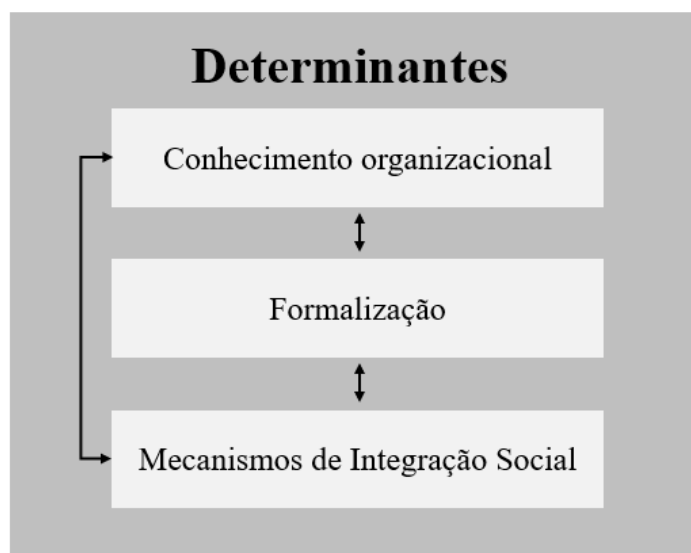 Determinantes
Conhecimento organizacional
Formalização
Mecanismos de Integração Social